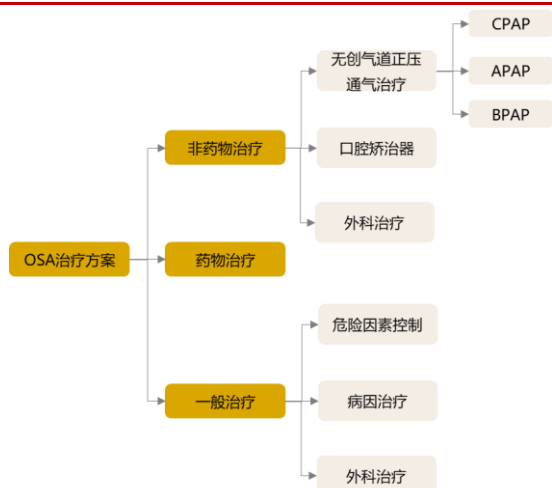 CPAP
无创气道正压
通气治疗
APAP
BPAP
非药物治疗
口腔矫治器
外科治疗
OSA治疗方案
药物治疗
危险因素控制
一般治疗
病因治疗
外科治疗